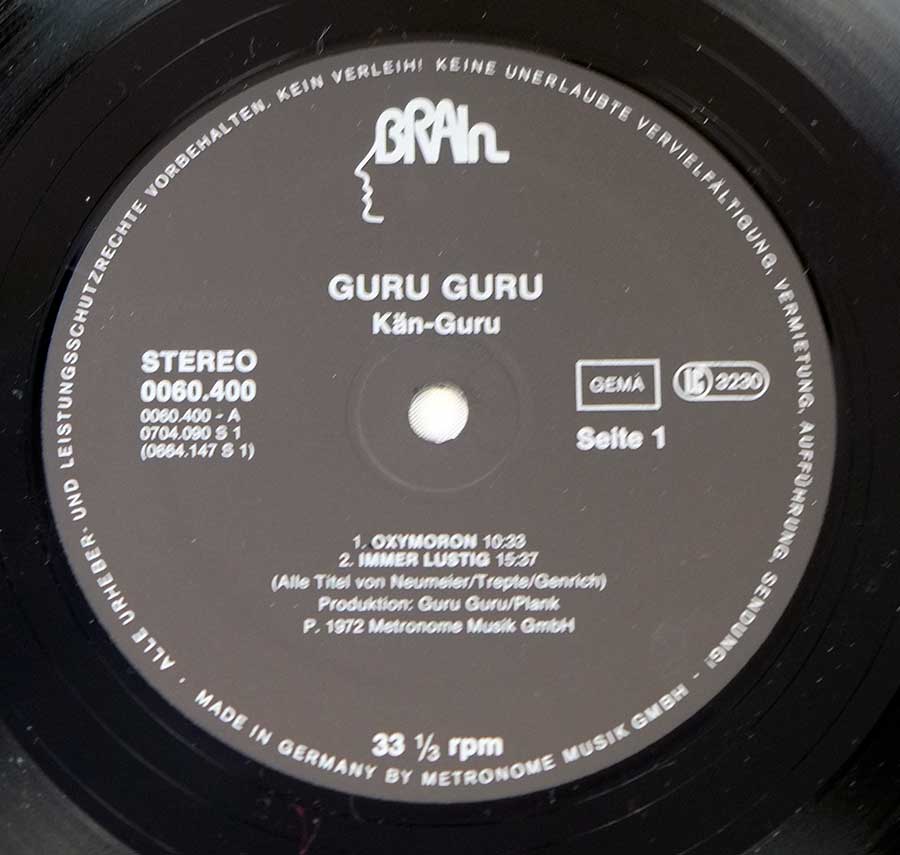 ALLE URHEBER- UND LEISTUNGSSCHUTZRECHTE VORBEHALTEN. KEIN VERLEIH! KEINE UNERLAUBTE VERVIELFÄLTIGUNG, VERMIETUNG, AUFFÜHRUNG, SENDUNG!
BRAIn
GURU GURU
Kän-Guru
STEREO
0060.400
0060.400 - A
0704.090 S 1
(0664.147 S 1)
GEMA
LC 3230
Seite 1
1. OXYMORON 10:33
2. IMMER LUSTIG 15:37
(Alle Titel von Neumeier/Trepte/Genrich)
Produktion: Guru Guru/Plank
P. 1972 Metronome Musik GmbH
33 1/3 rpm
· MADE IN GERMANY BY METRONOME MUSIK GMBH ·